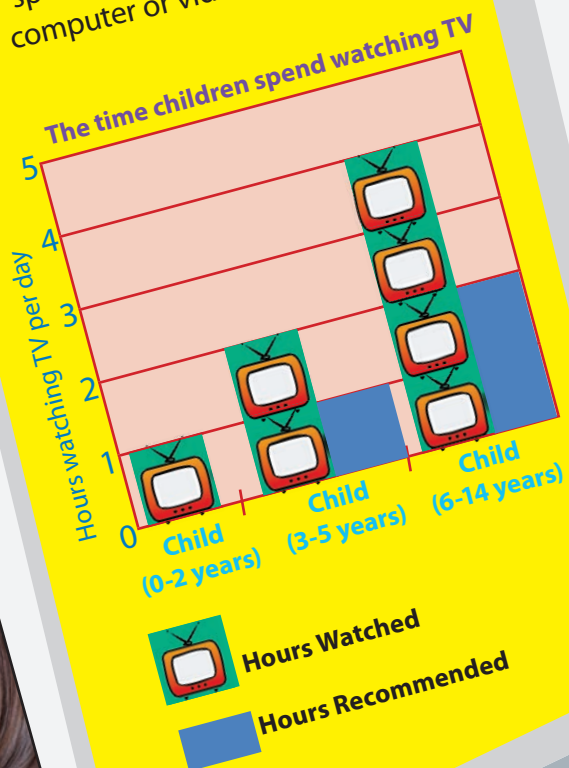 computer or
The time children spend watching TV
Hours watching TV per day
5
4
3
2
1
0
Child
(0-2 years)
Child
(3-5 years)
Child
(6-14 years)
Hours Watched
Hours Recommended